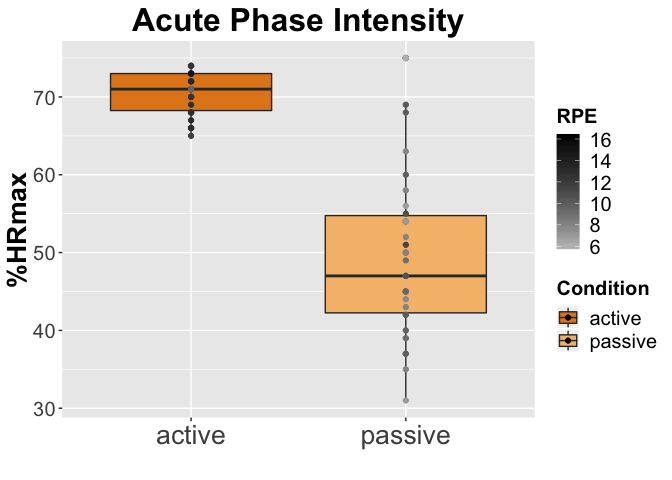 Acute Phase Intensity
%HRmax
70
60
50
40
30
active
passive
RPE
16
14
12
10
8
6
Condition
active
passive